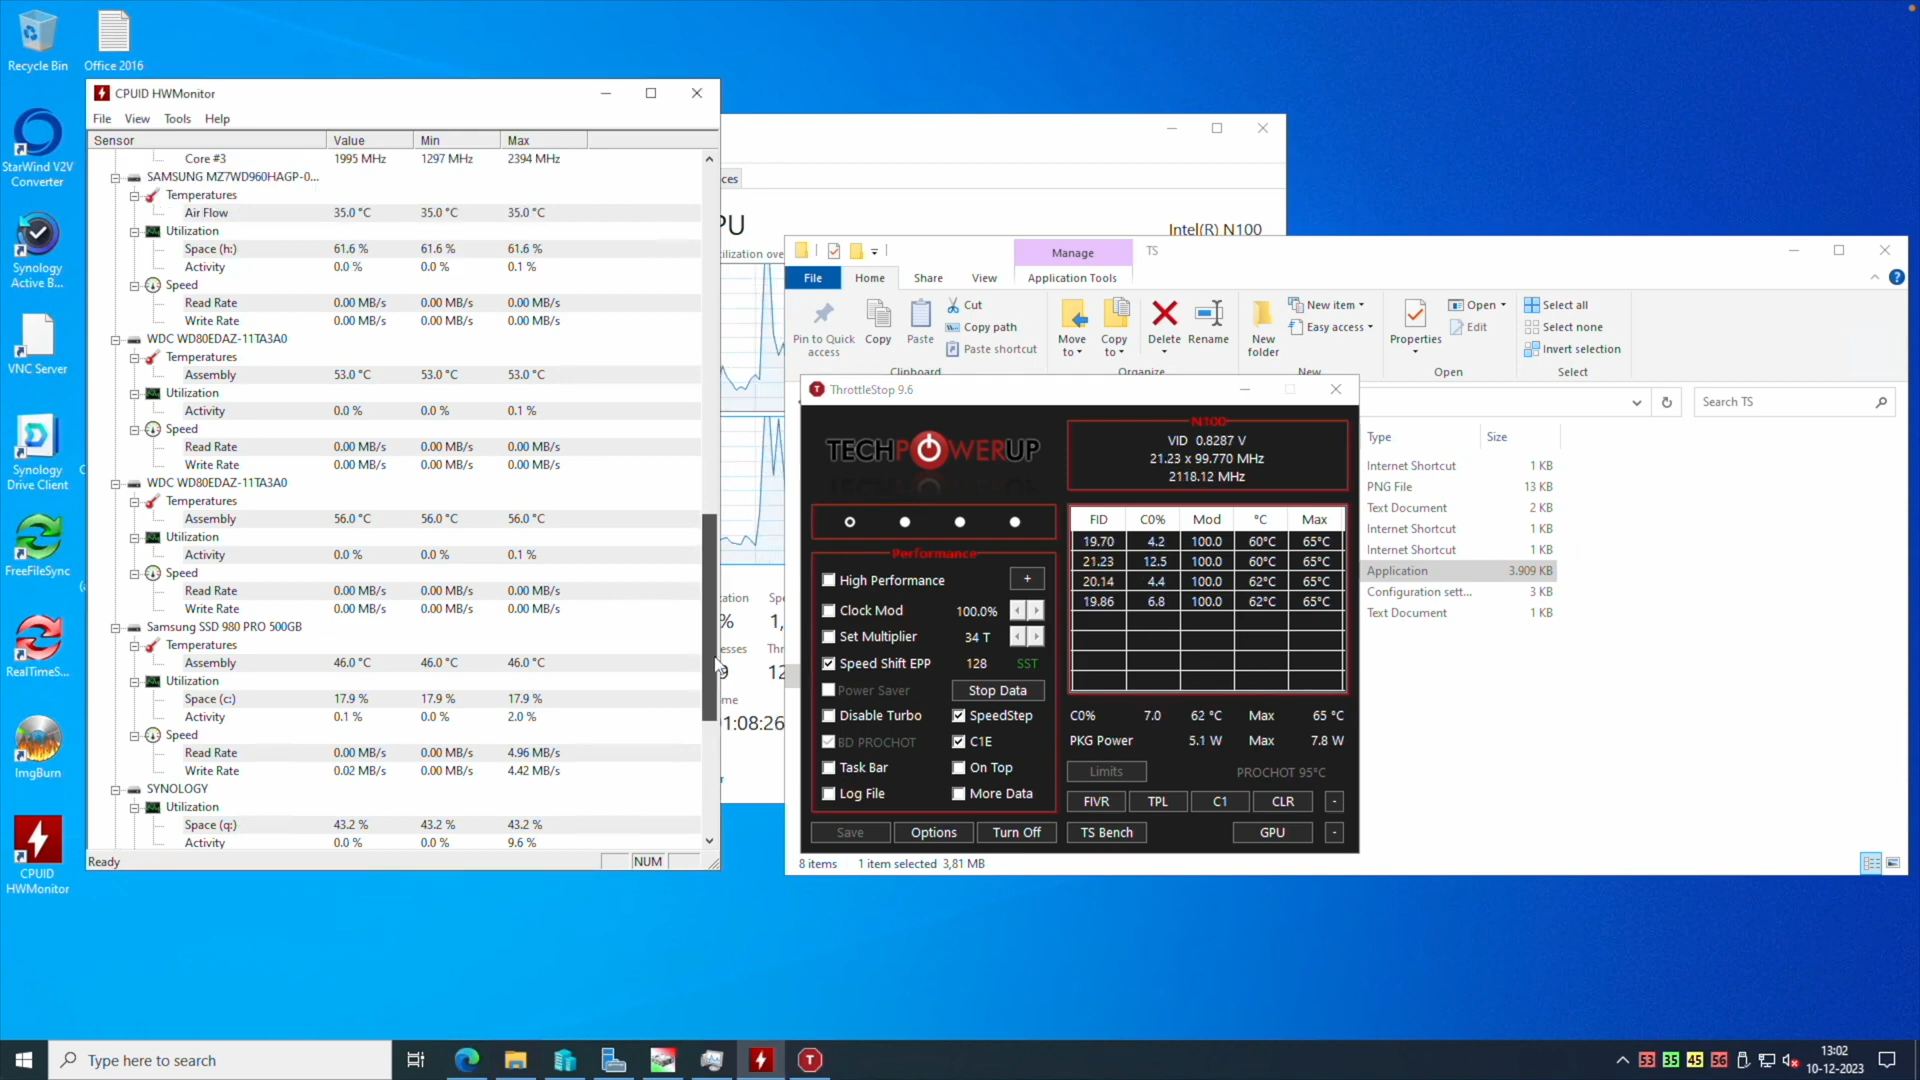 Recycle Bin
Office 2016
StarWind V2V
Converter
Synology
Active B...
VNC Server
Synology
Drive Client
FreeFileSync
RealTimeS...
ImgBurn
CPUID
HWMonitor
CPUID HWMonitor
File View Tools Help
Sensor Value Min Max
Core #3 1995 MHz 1297 MHz 2394 MHz
SAMSUNG MZ7WD960HAGP-0...
Temperatures
Air Flow 35.0 °C 35.0 °C 35.0 °C
Utilization
Space (h:) 61.6 % 61.6 % 61.6 %
Activity 0.0 % 0.0 % 0.1 %
Speed
Read Rate 0.00 MB/s 0.00 MB/s 0.00 MB/s
Write Rate 0.00 MB/s 0.00 MB/s 0.00 MB/s
WDC WD80EDAZ-11TA3A0
Temperatures
Assembly 53.0 °C 53.0 °C 53.0 °C
Utilization
Activity 0.0 % 0.0 % 0.1 %
Speed
Read Rate 0.00 MB/s 0.00 MB/s 0.00 MB/s
Write Rate 0.00 MB/s 0.00 MB/s 0.00 MB/s
WDC WD80EDAZ-11TA3A0
Temperatures
Assembly 56.0 °C 56.0 °C 56.0 °C
Utilization
Activity 0.0 % 0.0 % 0.1 %
Speed
Read Rate 0.00 MB/s 0.00 MB/s 0.00 MB/s
Write Rate 0.00 MB/s 0.00 MB/s 0.00 MB/s
Samsung SSD 980 PRO 500GB
Temperatures
Assembly 46.0 °C 46.0 °C 46.0 °C
Utilization
Space (c:) 17.9 % 17.9 % 17.9 %
Activity 0.1 % 0.0 % 2.0 %
Speed
Read Rate 0.00 MB/s 0.00 MB/s 4.96 MB/s
Write Rate 0.02 MB/s 0.00 MB/s 4.42 MB/s
SYNOLOGY
Utilization
Space (q:) 43.2 % 43.2 % 43.2 %
Activity 0.0 % 0.0 % 9.6 %
Ready NUM
ces
PU Intel(R) N100
ilization ove
ation Spe
% 1,
esses Thr
9 12
me
1:08:26
Manage TS
File Home Share View Application Tools
Pin to Quick
access
Copy
Paste
Cut
Copy path
Paste shortcut
Clipboard
Move
to
Copy
to
Delete
Rename
Organize
New
folder
New item
Easy access
New
Properties
Open
Edit
Open
Select all
Select none
Invert selection
Select
Search TS
Type Size
Internet Shortcut 1 KB
PNG File 13 KB
Text Document 2 KB
Internet Shortcut 1 KB
Internet Shortcut 1 KB
Application 3.909 KB
Configuration sett... 3 KB
Text Document 1 KB
8 items 1 item selected 3,81 MB
ThrottleStop 9.6
TECHPOWERUP
N100
VID 0.8287 V
21.23 x 99.770 MHz
2118.12 MHz
Performance
High Performance +
Clock Mod 100.0%
Set Multiplier 34 T
Speed Shift EPP 128 SST
Power Saver Stop Data
Disable Turbo SpeedStep
BD PROCHOT C1E
Task Bar On Top
Log File More Data
Save Options Turn Off
FID C0% Mod °C Max
19.70 4.2 100.0 60°C 65°C
21.23 12.5 100.0 60°C 65°C
20.14 4.4 100.0 62°C 65°C
19.86 6.8 100.0 62°C 65°C
C0% 7.0 62 °C Max 65 °C
PKG Power 5.1 W Max 7.8 W
Limits PROCHOT 95°C
FIVR TPL C1 CLR -
TS Bench GPU -
Type here to search
53 35 45 56
13:02
10-12-2023